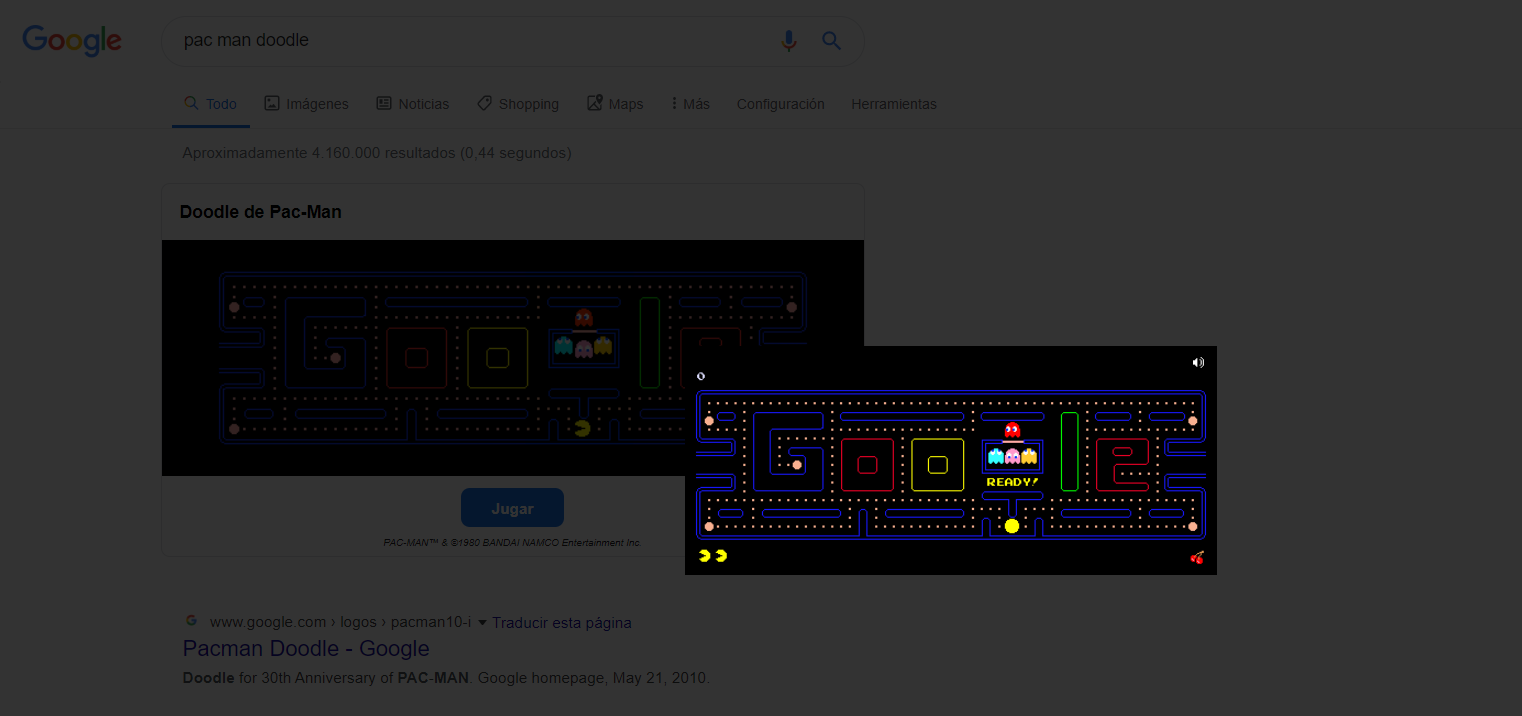 Google
pac man doodle
Todo Imágenes Noticias Shopping Maps Más Configuración Herramientas
Aproximadamente 4.160.000 resultados (0,44 segundos)
Doodle de Pac-Man
0
READY!
Jugar
PAC-MAN™ & ©1980 BANDAI NAMCO Entertainment Inc.
www.google.com › logos › pacman10-i Traducir esta página
Pacman Doodle - Google
Doodle for 30th Anniversary of PAC-MAN. Google homepage, May 21, 2010.